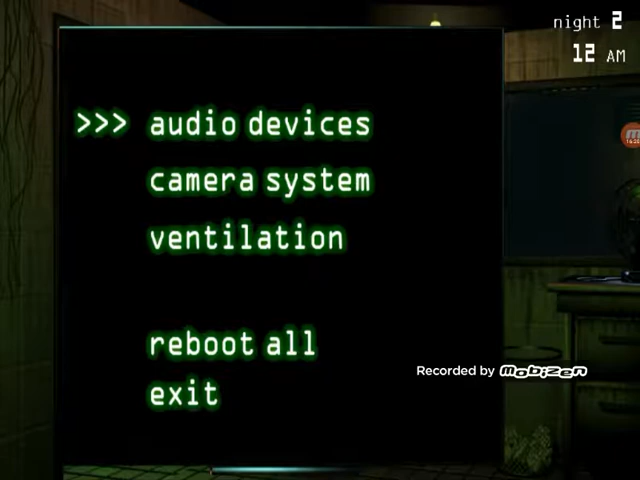 night 2
12 AM
>>> audio devices
camera system
ventilation
reboot all
Recorded by mobizen
exit